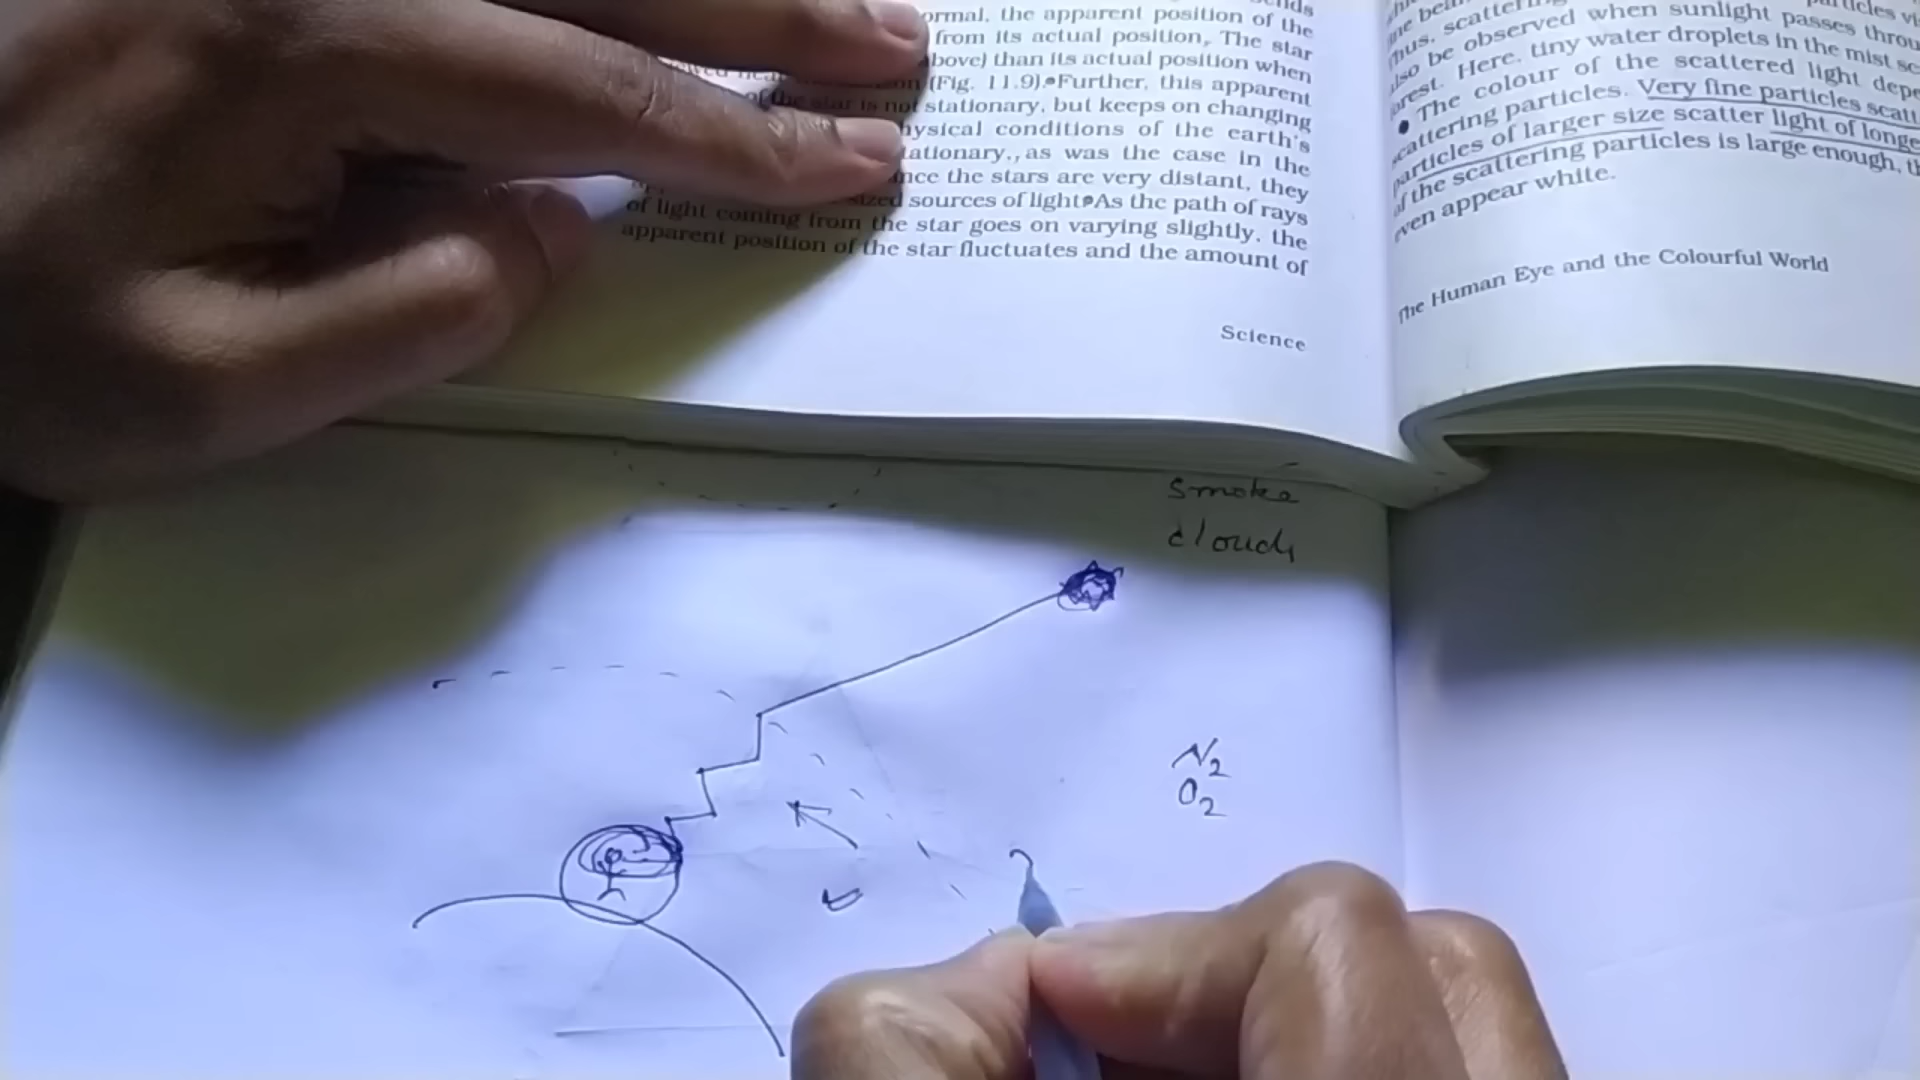 ormal, the apparent position of the
from its actual position. The star
bove) than its actual position when
(Fig. 11.9). Further, this apparent
of the star is not stationary, but keeps on changing
hysical conditions of the earth's
tationary., as was the case in the
nce the stars are very distant, they
sized sources of light As the path of rays
of light coming from the star goes on varying slightly, the
apparent position of the star fluctuates and the amount of
Science
hus, scattering
lso be observed when sunlight passes throu
orest. Here, tiny water droplets in the mist sc
• The colour of the scattered light depe
scattering particles. Very fine particles scatt
particles of larger size scatter light of longe
of the scattering particles is large enough, th
even appear white.
The Human Eye and the Colourful World
Smoke
clouds
N2
O2